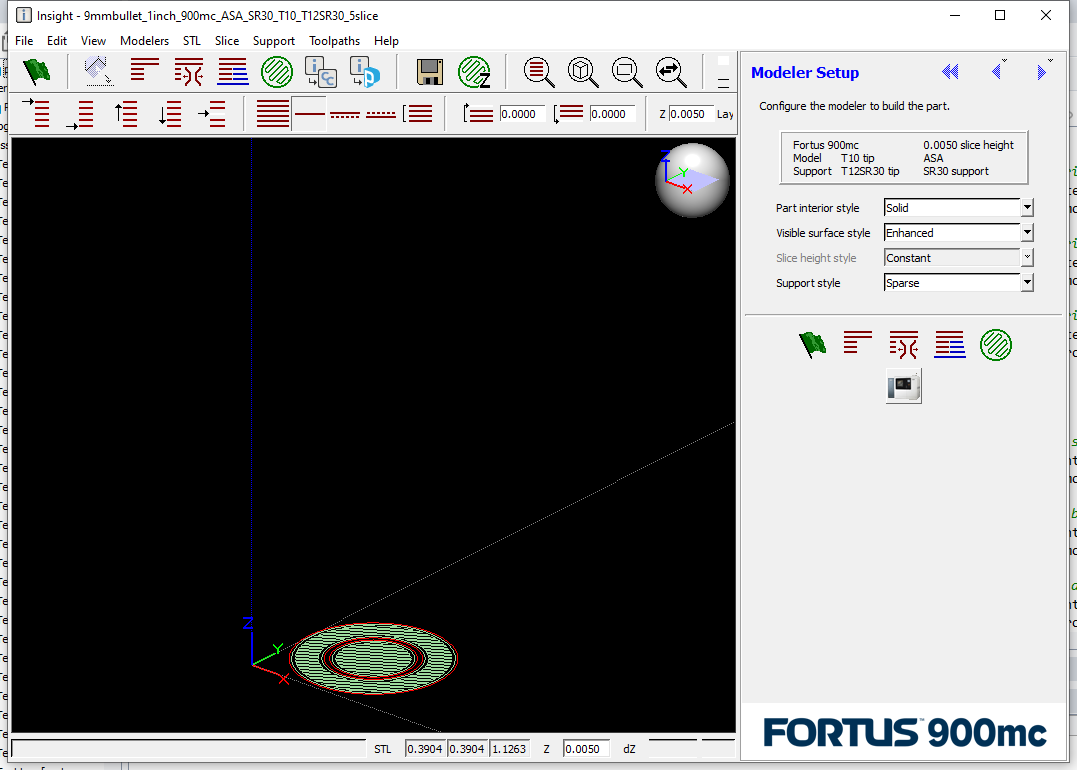 Insight - 9mmbullet_1inch_900mc_ASA_SR30_T10_T12SR30_5slice
File Edit View Modelers STL Slice Support Toolpaths Help
0.0000 0.0000 Z 0.0050 Lay
Z
Y
X
Z
Y
X
STL 0.3904 0.3904 1.1263 Z 0.0050 dZ
Modeler Setup
Configure the modeler to build the part.
Fortus 900mc 0.0050 slice height
Model T10 tip ASA
Support T12SR30 tip SR30 support
Part interior style Solid
Visible surface style Enhanced
Slice height style Constant
Support style Sparse
FORTUS 900mc